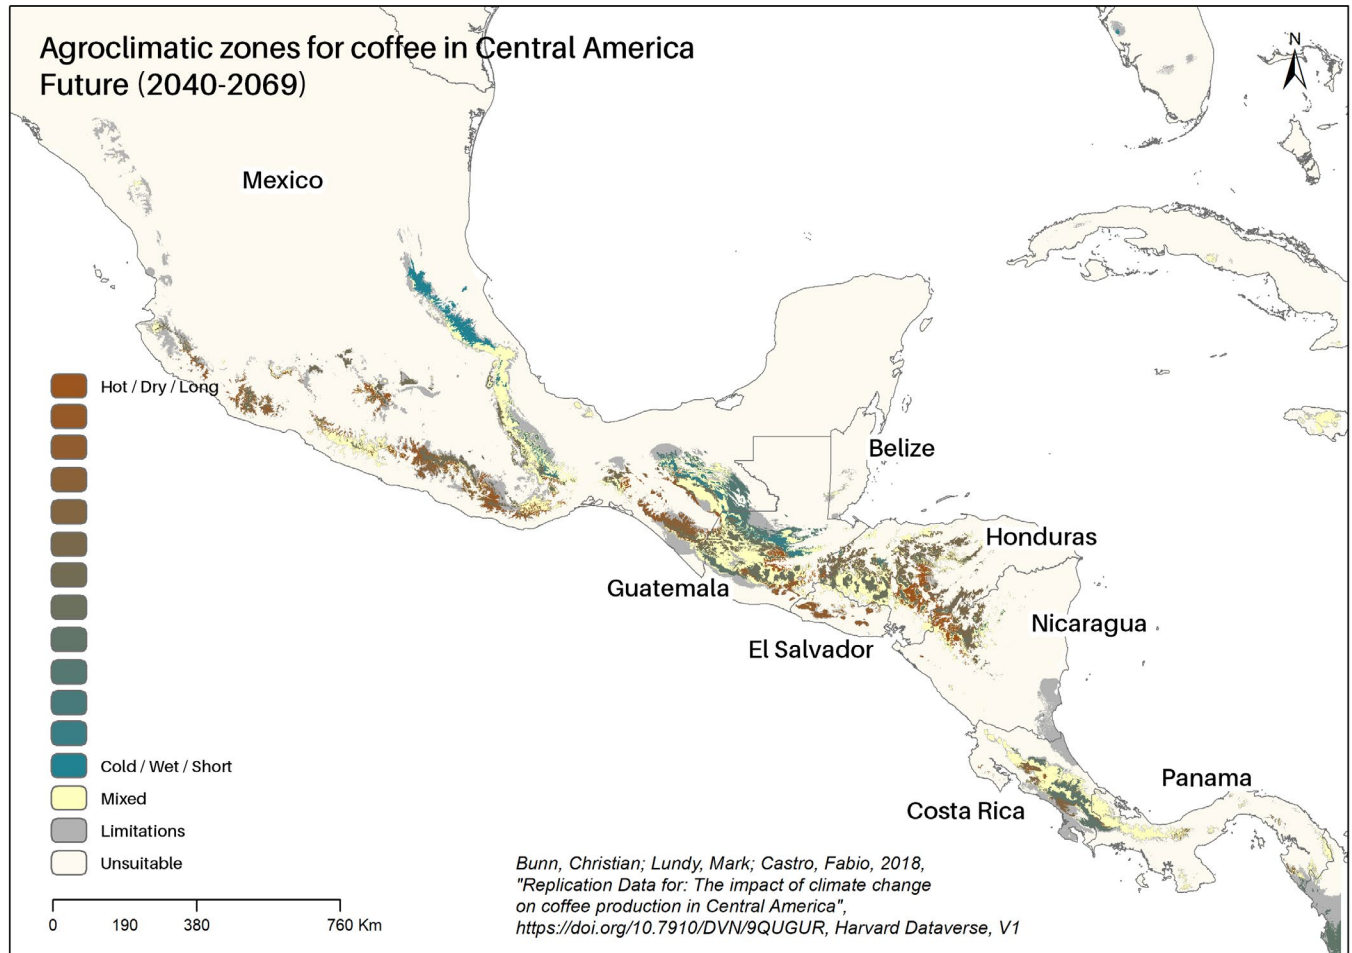 Agroclimatic zones for coffee in Central America
Future (2040-2069)
N
Mexico
Belize
Honduras
Guatemala
Nicaragua
El Salvador
Panama
Costa Rica
Hot / Dry / Long
Cold / Wet / Short
Mixed
Limitations
Unsuitable
0 190 380 760 Km
Bunn, Christian; Lundy, Mark; Castro, Fabio, 2018,
"Replication Data for: The impact of climate change
on coffee production in Central America",
https://doi.org/10.7910/DVN/9QUGUR, Harvard Dataverse, V1